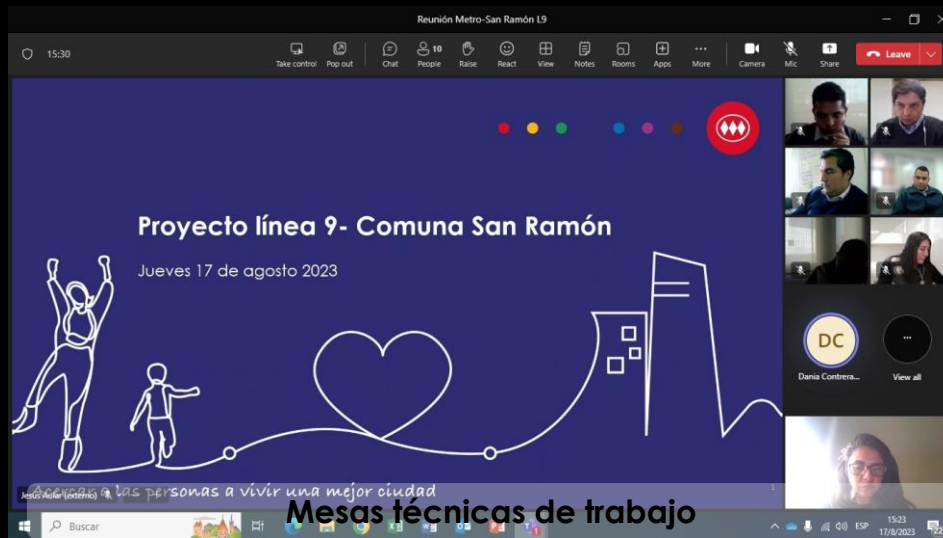 Reunión Metro-San Ramón L9
15:30
Take control
Pop out
Chat
10
People
Raise
React
View
Notes
Rooms
Apps
More
Camera
Mic
Share
Leave
Proyecto línea 9- Comuna San Ramón
Jueves 17 de agosto 2023
DC
Dania Contrera...
View all
Acercar a las personas a vivir una mejor ciudad
1
Jesús Aular (externo)
Mesas técnicas de trabajo
Buscar
ESP
15:23
17/8/2023
22